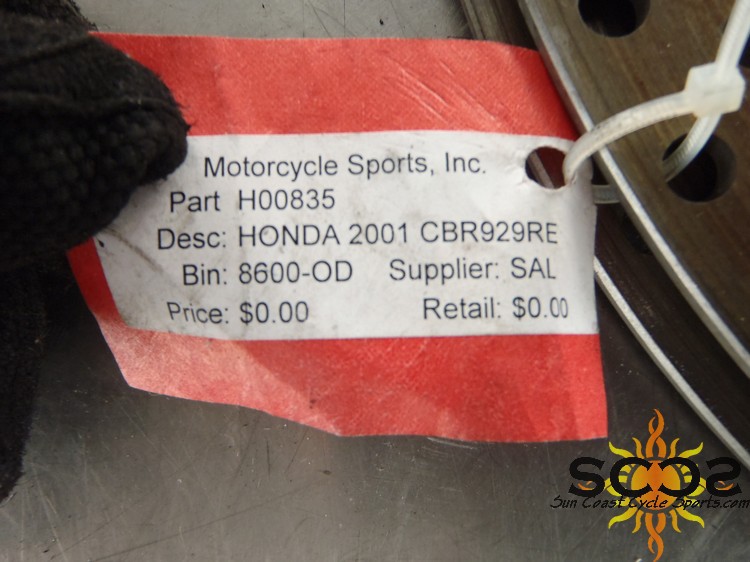 Motorcycle Sports, Inc.
Part H00835
Desc: HONDA 2001 CBR929RE
Bin: 8600-OD Supplier: SAL
Price: $0.00 Retail: $0.00
SCCS
Sun Coast Cycle Sports.com